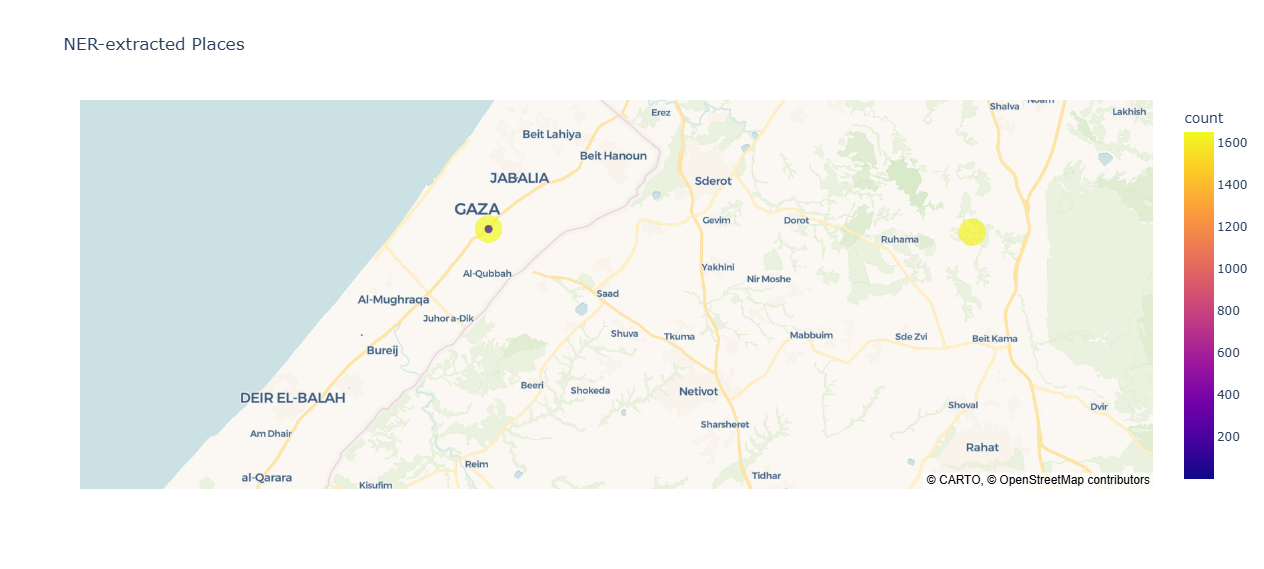 NER-extracted Places
Erez
Shalva
Noam
Lakhish
Beit Lahiya
Beit Hanoun
JABALIA
Sderot
GAZA
Gevim
Dorot
Ruhama
Al-Qubbah
Yakhini
Nir Moshe
Al-Mughraqa
Saad
Juhor a-Dik
Shuva
Tkuma
Mabbuim
Sde Zvi
Beit Kama
Bureij
Beeri
Shokeda
Netivot
DEIR EL-BALAH
Shoval
Dvir
Am Dhair
Sharsheret
Rahat
Reim
al-Qarara
Kisufim
Tidhar
© CARTO, © OpenStreetMap contributors
count
1600
1400
1200
1000
800
600
400
200